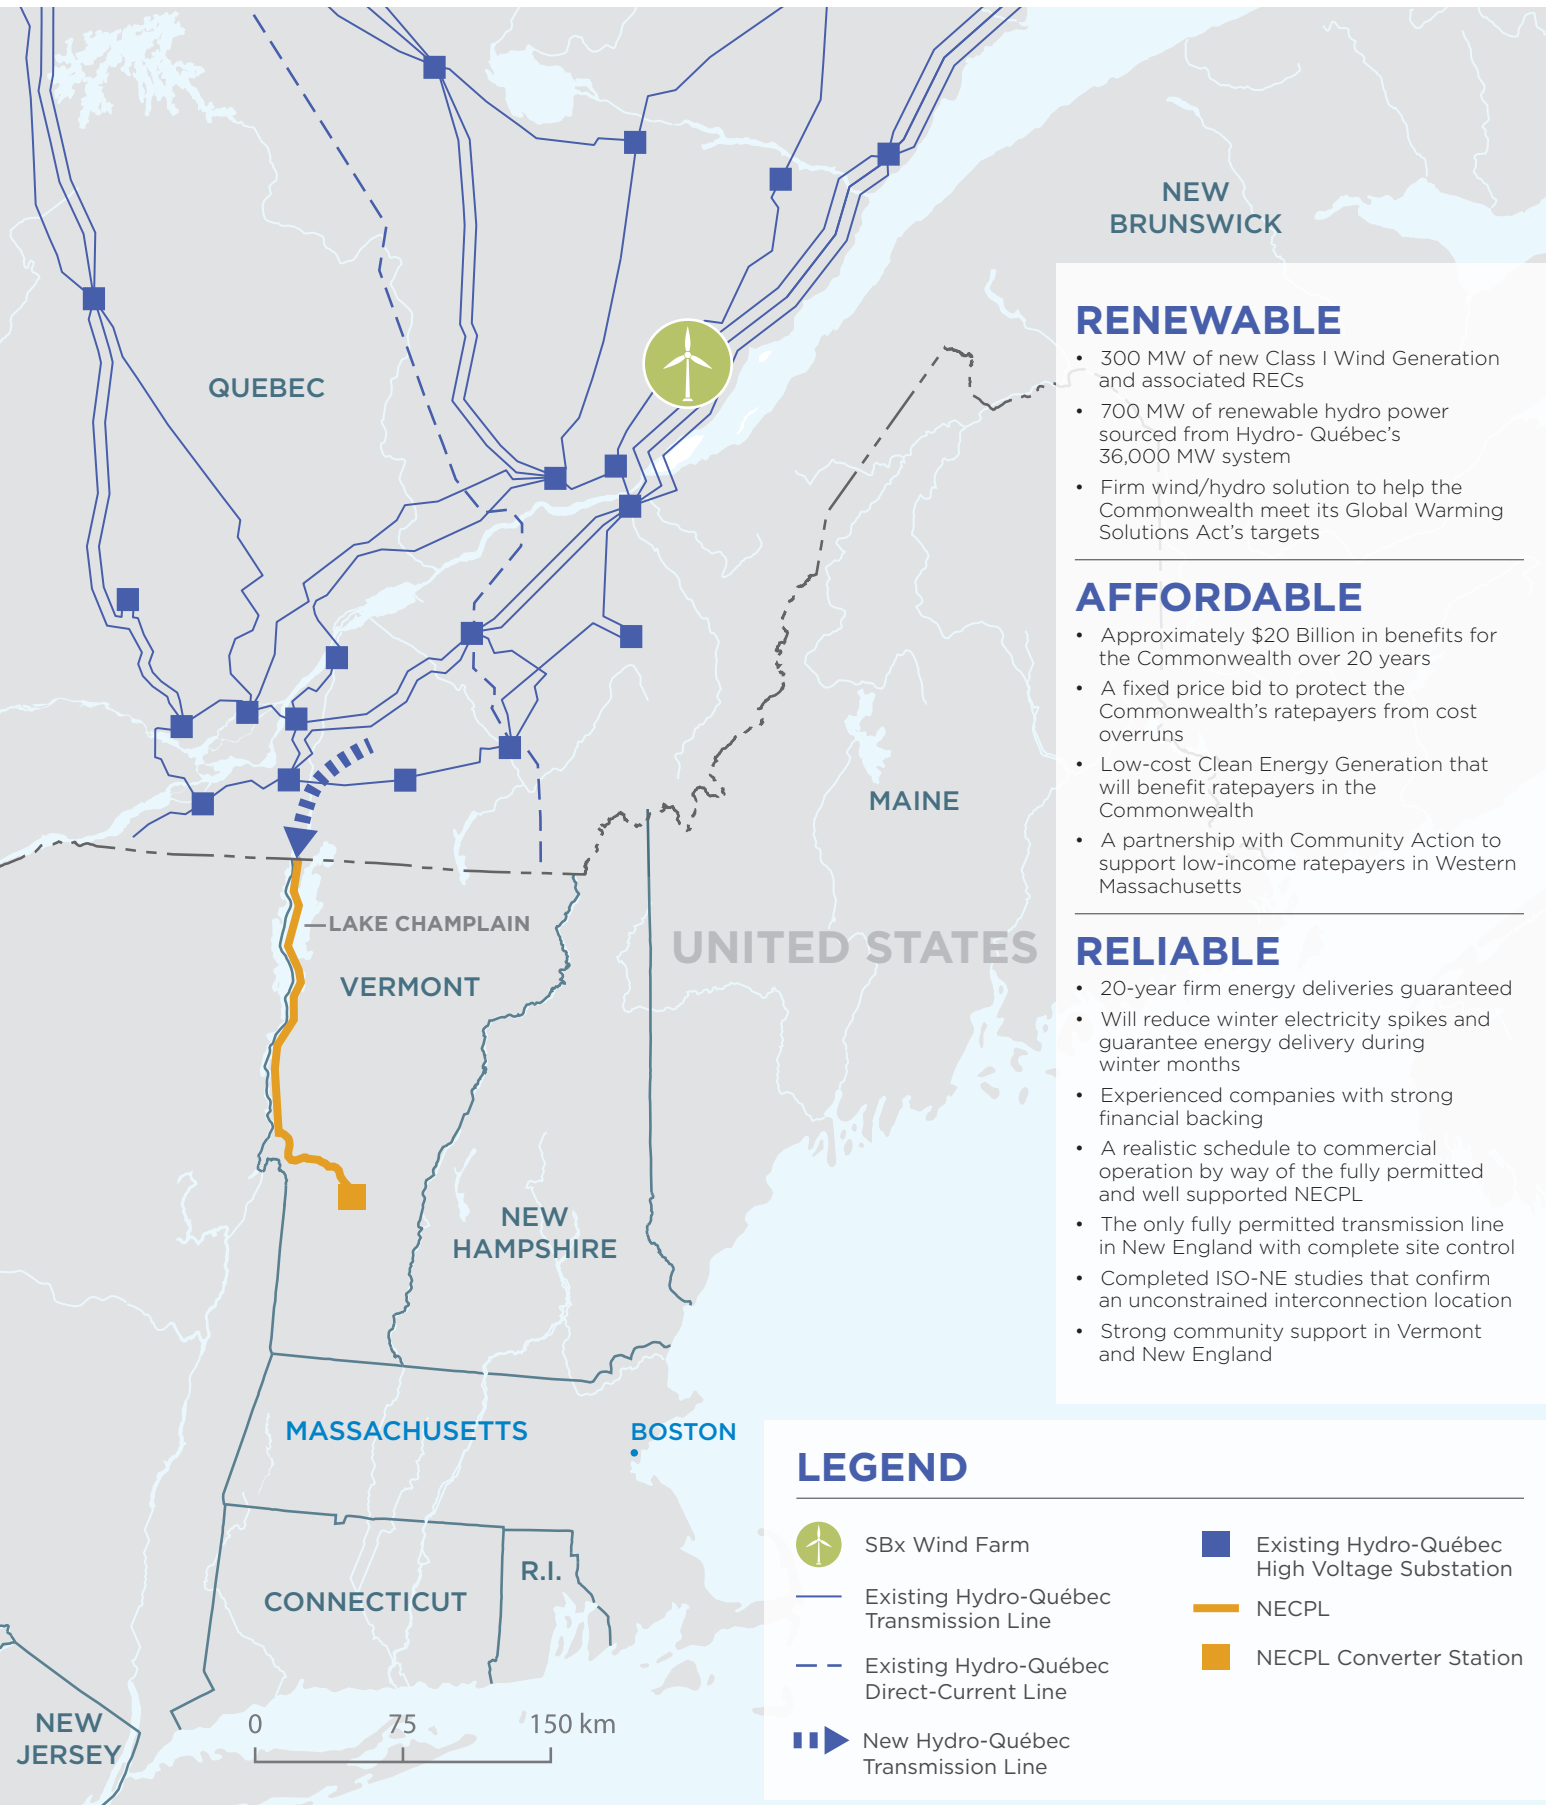 QUEBEC
NEW
BRUNSWICK
MAINE
UNITED STATES
LAKE CHAMPLAIN
VERMONT
NEW
HAMPSHIRE
MASSACHUSETTS
BOSTON
CONNECTICUT
R.I.
NEW
JERSEY
0 75 150 km
RENEWABLE
• 300 MW of new Class I Wind Generation
and associated RECs
• 700 MW of renewable hydro power
sourced from Hydro- Québec’s
36,000 MW system
• Firm wind/hydro solution to help the
Commonwealth meet its Global Warming
Solutions Act’s targets
AFFORDABLE
• Approximately $20 Billion in benefits for
the Commonwealth over 20 years
• A fixed price bid to protect the
Commonwealth’s ratepayers from cost
overruns
• Low-cost Clean Energy Generation that
will benefit ratepayers in the
Commonwealth
• A partnership with Community Action to
support low-income ratepayers in Western
Massachusetts
RELIABLE
• 20-year firm energy deliveries guaranteed
• Will reduce winter electricity spikes and
guarantee energy delivery during
winter months
• Experienced companies with strong
financial backing
• A realistic schedule to commercial
operation by way of the fully permitted
and well supported NECPL
• The only fully permitted transmission line
in New England with complete site control
• Completed ISO-NE studies that confirm
an unconstrained interconnection location
• Strong community support in Vermont
and New England
LEGEND
SBx Wind Farm
Existing Hydro-Québec
Transmission Line
Existing Hydro-Québec
Direct-Current Line
New Hydro-Québec
Transmission Line
Existing Hydro-Québec
High Voltage Substation
NECPL
NECPL Converter Station